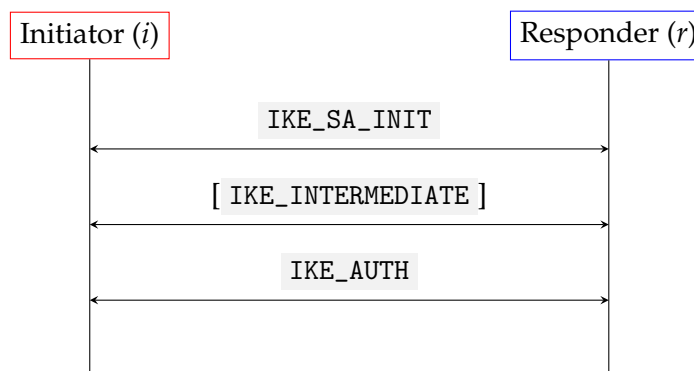 Initiator (i)
Responder (r)
IKE_SA_INIT
[ IKE_INTERMEDIATE ]
IKE_AUTH